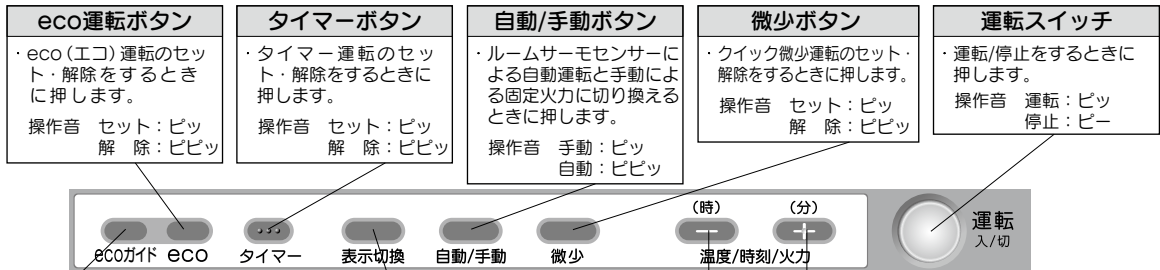 eco運転ボタン
・eco(エコ)運転のセッ
ト・解除をするとき
に押します。
操作音 セット：ピッ
解 除：ピピッ
タイマーボタン
・タイマー運転のセッ
ト・解除をするときに
押します。
操作音 セット：ピッ
解 除：ピピッ
自動/手動ボタン
・ルームサーモセンサーに
よる自動運転と手動によ
る固定火力に切り換える
ときに押します。
操作音 手動：ピッ
自動：ピピッ
微少ボタン
・クイック微少運転のセット・
解除をするときに押します。
操作音 セット：ピッ
解 除：ピピッ
運転スイッチ
・運転/停止をするときに
押します。
操作音 運転：ピッ
停止：ピー
(時) (分)
ecoガイド eco タイマー 表示切換 自動/手動 微少 温度/時刻/火力
運転
入/切